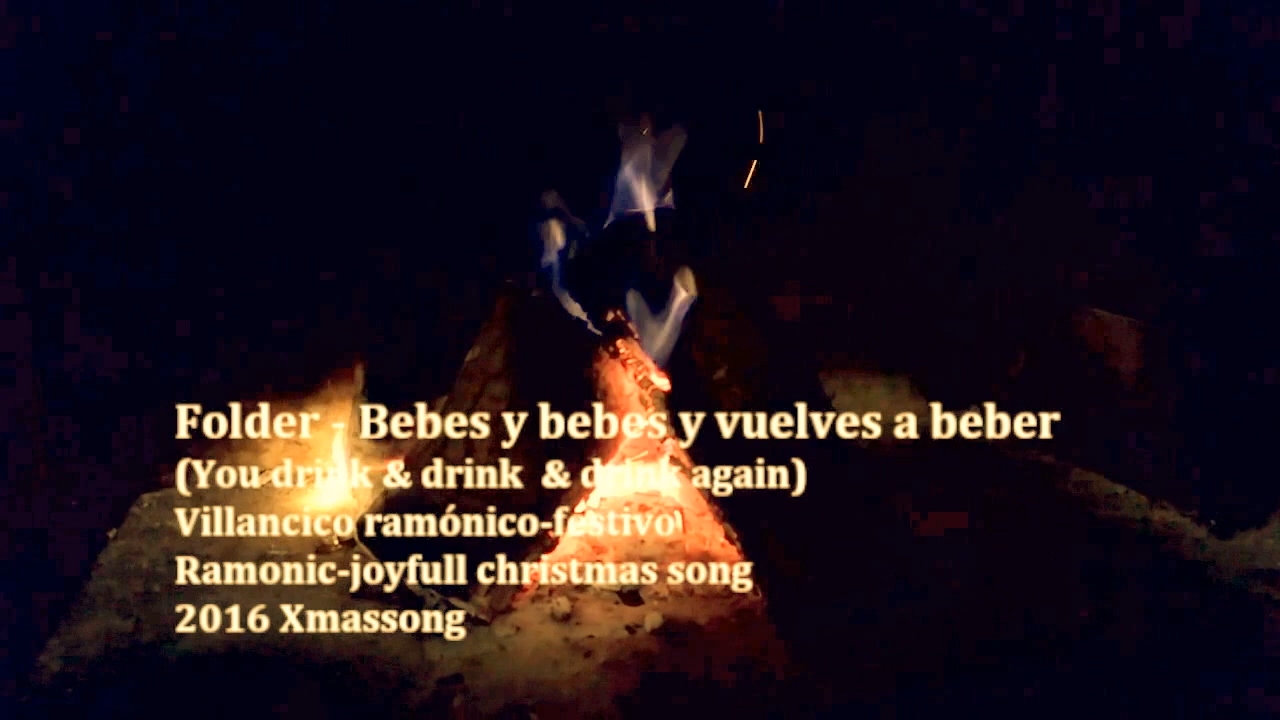 Folder - Bebes y bebes y vuelves a beber
(You drink & drink & drink again)
Villancico ramónico-festivo
Ramonic-joyfull christmas song
2016 Xmassong